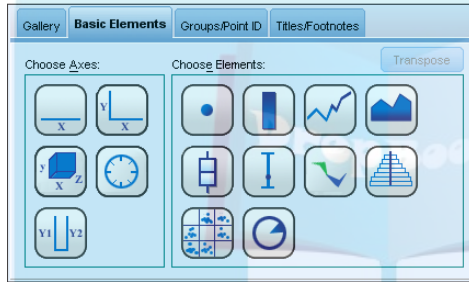 Gallery Basic Elements Groups/Point ID Titles/Footnotes
Choose Axes: Choose Elements: Transpose
X Y X
y X Z
Y1 Y2